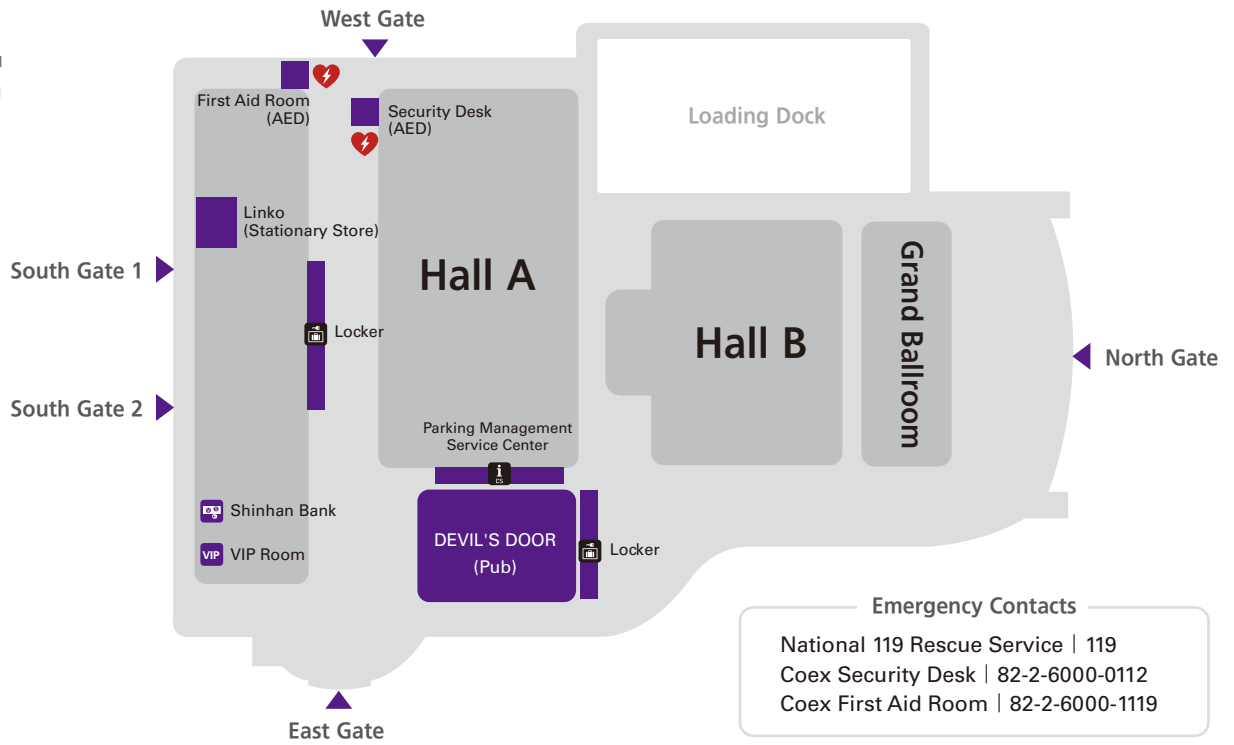 West Gate
First Aid Room
(AED)
Security Desk
(AED)
Loading Dock
Linko
(Stationary Store)
South Gate 1
Hall A
Grand Ballroom
Locker
Hall B
North Gate
South Gate 2
Parking Management
Service Center
i
CS
Shinhan Bank
DEVIL'S DOOR
(Pub)
Locker
VIP
VIP Room
East Gate
Emergency Contacts
National 119 Rescue Service | 119
Coex Security Desk | 82-2-6000-0112
Coex First Aid Room | 82-2-6000-1119